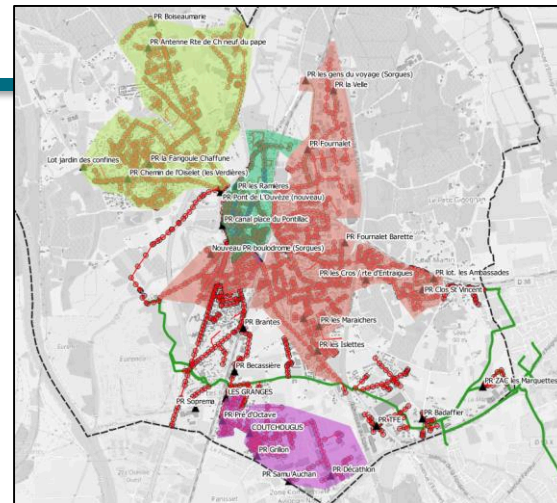 PR Boiseaumarie
PR Antenne Rte de Ch neuf du pape
PR les gens du voyage (Sorgues)
PR la Velle
PR Fournalet
PR la Fangoule Chaffune
Lot jardin des confines
PR Chemin de l'Oiselet (les Verdières)
PR les Ramières
PR Pont de L'Ouvèze (nouveau)
PR canal place du Pontillac
PR Fournalet Barette
Nouveau PR boulodrome (Sorgues)
PR les Cros
rte d'Entraigues
PR lot. les Ambassades
PR Clos St Vincent
PR les Maraichers
PR Brantes
PR les Islettes
PR Becassière
PR ZAC les Marquettes
LES GRANGES
PR Soprema
PR Pré d'Octave
PR Badaffier
COUTCHOUGUS
PR Grillon
PR Décathlon
PR Samu Auchan